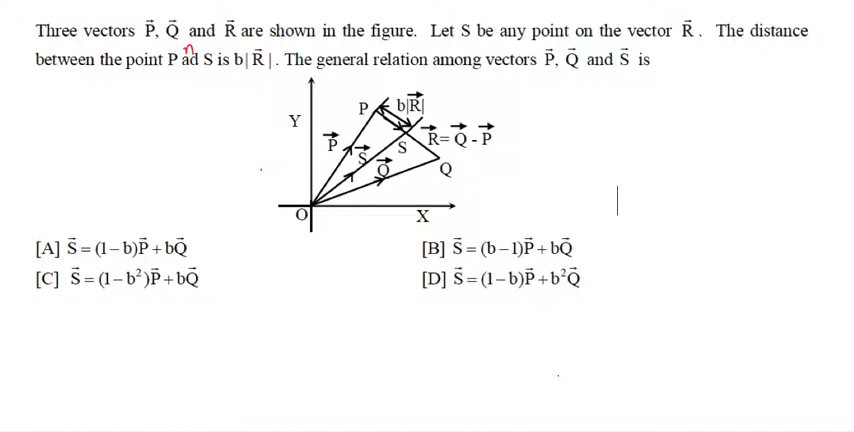 Three vectors P⃗, Q⃗ and R⃗ are shown in the figure. Let S be any point on the vector R⃗. The distance
between the point P ad S is b|R⃗|. The general relation among vectors P⃗, Q⃗ and S⃗ is
n
P b|R⃗|
Y
P⃗ S⃗ S R⃗=Q⃗-P⃗
Q⃗ Q
O X
[A] S⃗=(1−b)P⃗+bQ⃗ [B] S⃗=(b−1)P⃗+bQ⃗
[C] S⃗=(1−b²)P⃗+bQ⃗ [D] S⃗=(1−b)P⃗+b²Q⃗